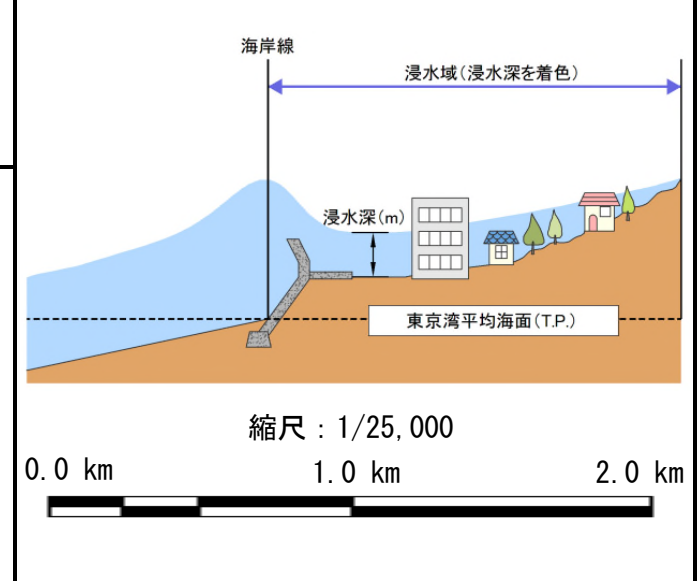 海岸線
浸水域(浸水深を着色)
浸水深(m)
東京湾平均海面(T.P.)
縮尺:1/25,000
0.0 km 1.0 km 2.0 km